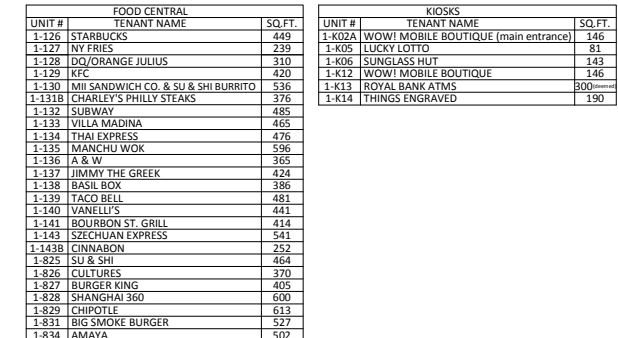 FOOD CENTRAL
UNIT # TENANT NAME SQ.FT.
1-126 STARBUCKS 449
1-127 NY FRIES 239
1-128 DQ/ORANGE JULIUS 310
1-129 KFC 420
1-130 MII SANDWICH CO. & SU & SHI BURRITO 536
1-131B CHARLEY'S PHILLY STEAKS 376
1-132 SUBWAY 485
1-133 VILLA MADINA 465
1-134 THAI EXPRESS 476
1-135 MANCHU WOK 596
1-136 A & W 365
1-137 JIMMY THE GREEK 424
1-138 BASIL BOX 386
1-139 TACO BELL 481
1-140 VANELLI'S 441
1-141 BOURBON ST. GRILL 414
1-143 SZECHUAN EXPRESS 541
1-143B CINNABON 252
1-825 SU & SHI 464
1-826 CULTURES 370
1-827 BURGER KING 405
1-828 SHANGHAI 360 600
1-829 CHIPOTLE 613
1-831 BIG SMOKE BURGER 527
1-834 AMAYA 502
KIOSKS
UNIT # TENANT NAME SQ.FT.
1-K02A WOW! MOBILE BOUTIQUE (main entrance) 146
1-K05 LUCKY LOTTO 81
1-K06 SUNGLASS HUT 143
1-K12 WOW! MOBILE BOUTIQUE 146
1-K13 ROYAL BANK ATMS 300(deemed)
1-K14 THINGS ENGRAVED 190